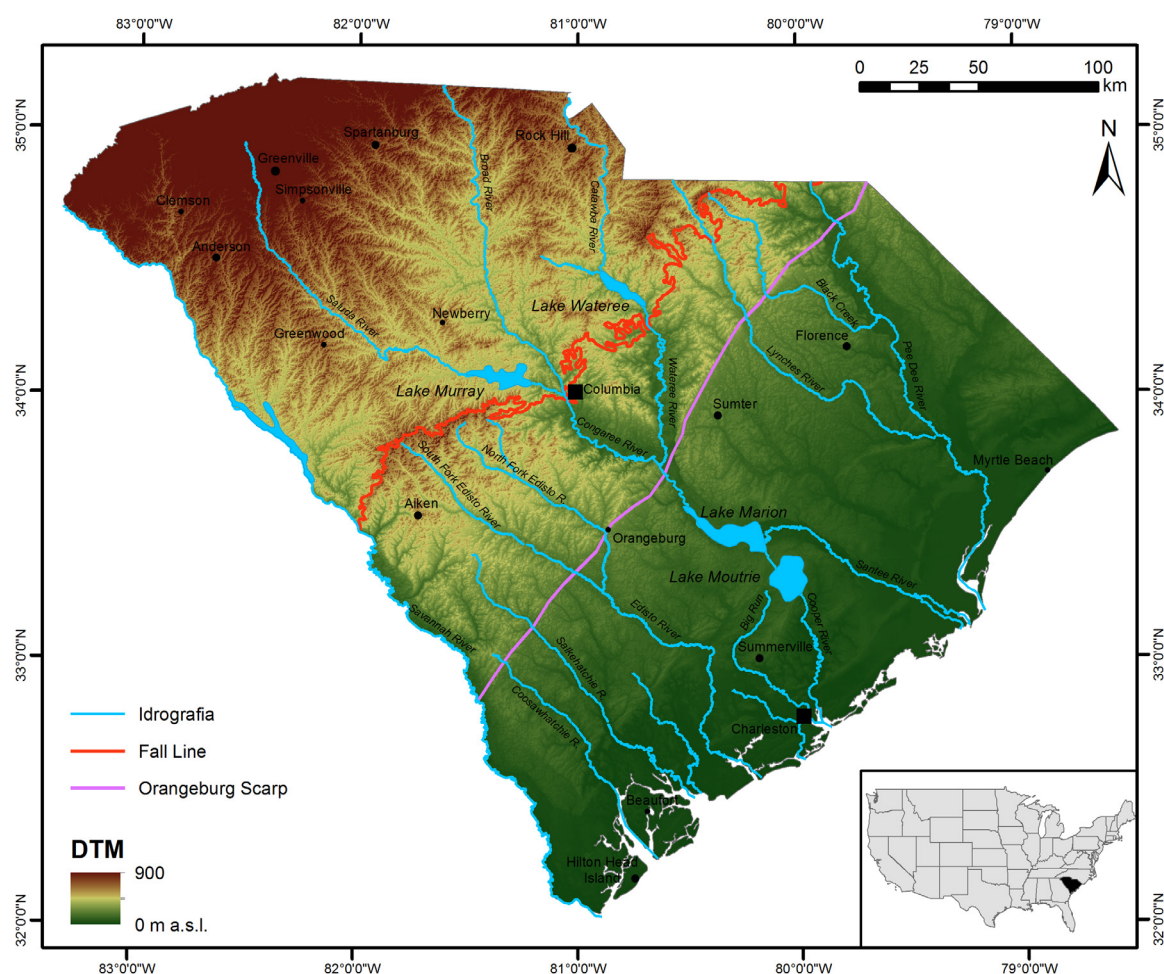 83°0'0"W 82°0'0"W 81°0'0"W 80°0'0"W 79°0'0"W
0 25 50 100
km
N
35°0'0"N
35°0'0"N
34°0'0"N
34°0'0"N
33°0'0"N
33°0'0"N
32°0'0"N
32°0'0"N
Spartanburg
Rock Hill
Greenville
Simpsonville
Clemson
Anderson
Broad River
Catawba River
Saluda River
Greenwood
Newberry
Lake Wateree
Lake Murray
Columbia
Wateree River
Congaree River
Black Creek
Florence
Lynches River
Pee Dee River
Sumter
Myrtle Beach
South Fork Edisto River
North Fork Edisto R.
Aiken
Orangeburg
Lake Marion
Lake Moutrie
Santee River
Savannah River
Edisto River
Big Run
Cooper River
Summerville
Salkehatchie R.
Coosawhatchie R.
Charleston
Beaufort
Hilton Head
Island
Idrografia
Fall Line
Orangeburg Scarp
DTM
900
0 m a.s.l.
83°0'0"W 82°0'0"W 81°0'0"W 80°0'0"W 79°0'0"W